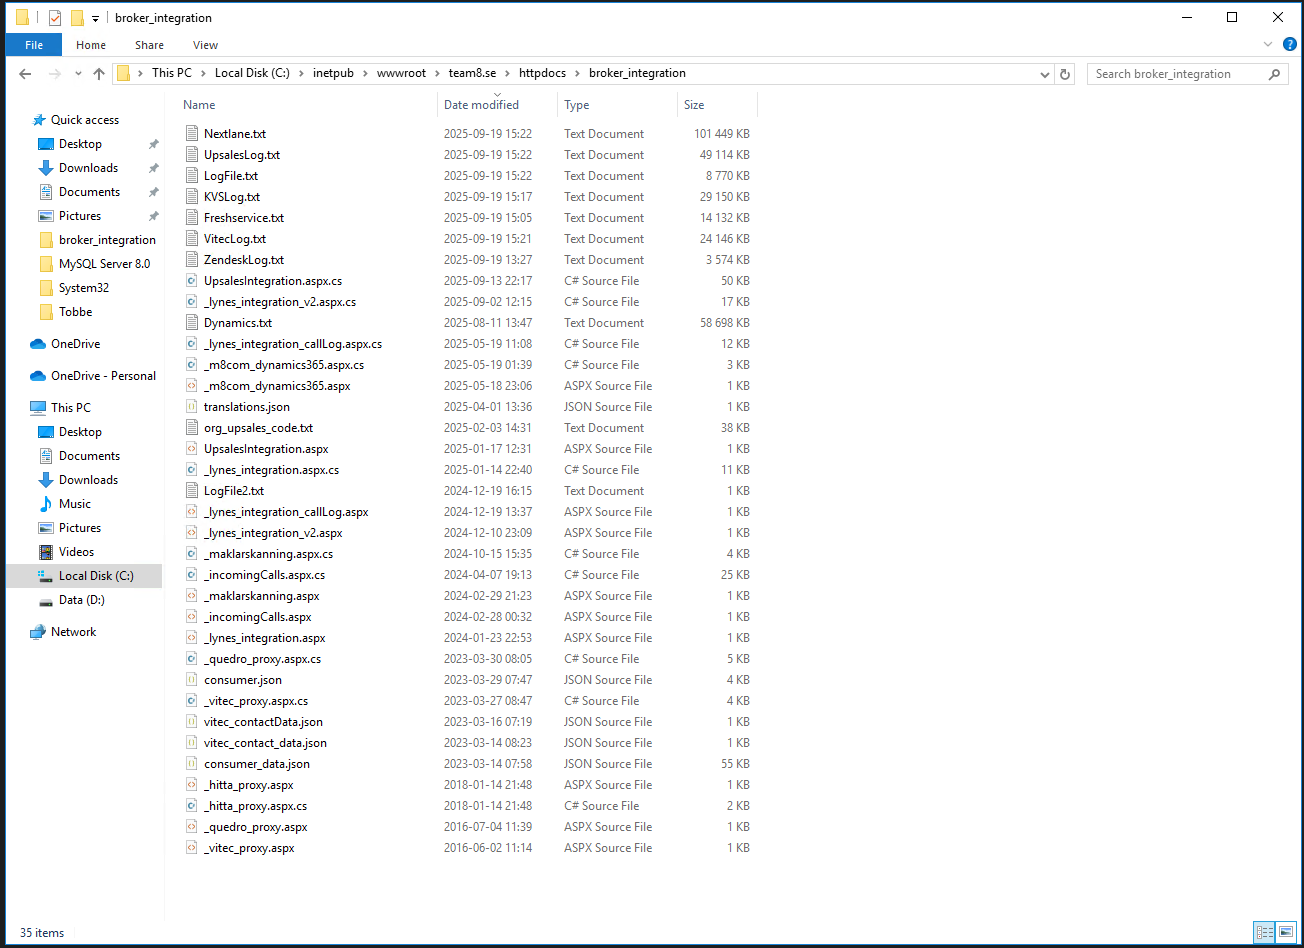 broker_integration
File Home Share View
This PC Local Disk (C:) inetpub wwwroot team8.se httpdocs broker_integration Search broker_integration
Quick access
Desktop
Downloads
Documents
Pictures
broker_integration
MySQL Server 8.0
System32
Tobbe
OneDrive
OneDrive - Personal
This PC
Desktop
Documents
Downloads
Music
Pictures
Videos
Local Disk (C:)
Data (D:)
Network
Name Date modified Type Size
Nextlane.txt 2025-09-19 15:22 Text Document 101 449 KB
UpsalesLog.txt 2025-09-19 15:22 Text Document 49 114 KB
LogFile.txt 2025-09-19 15:22 Text Document 8 770 KB
KVSLog.txt 2025-09-19 15:17 Text Document 29 150 KB
Freshservice.txt 2025-09-19 15:05 Text Document 14 132 KB
VitecLog.txt 2025-09-19 15:21 Text Document 24 146 KB
ZendeskLog.txt 2025-09-19 13:27 Text Document 3 574 KB
UpsalesIntegration.aspx.cs 2025-09-13 22:17 C# Source File 50 KB
_lynes_integration_v2.aspx.cs 2025-09-02 12:15 C# Source File 17 KB
Dynamics.txt 2025-08-11 13:47 Text Document 58 698 KB
_lynes_integration_callLog.aspx.cs 2025-05-19 11:08 C# Source File 12 KB
_m8com_dynamics365.aspx.cs 2025-05-19 01:39 C# Source File 3 KB
_m8com_dynamics365.aspx 2025-05-18 23:06 ASPX Source File 1 KB
translations.json 2025-04-01 13:36 JSON Source File 1 KB
org_upsales_code.txt 2025-02-03 14:31 Text Document 38 KB
UpsalesIntegration.aspx 2025-01-17 12:31 ASPX Source File 1 KB
_lynes_integration.aspx.cs 2025-01-14 22:40 C# Source File 11 KB
LogFile2.txt 2024-12-19 16:15 Text Document 1 KB
_lynes_integration_callLog.aspx 2024-12-19 13:37 ASPX Source File 1 KB
_lynes_integration_v2.aspx 2024-12-10 23:09 ASPX Source File 1 KB
_maklarskanning.aspx.cs 2024-10-15 15:35 C# Source File 4 KB
_incomingCalls.aspx.cs 2024-04-07 19:13 C# Source File 25 KB
_maklarskanning.aspx 2024-02-29 21:23 ASPX Source File 1 KB
_incomingCalls.aspx 2024-02-28 00:32 ASPX Source File 1 KB
_lynes_integration.aspx 2024-01-23 22:53 ASPX Source File 1 KB
_quedro_proxy.aspx.cs 2023-03-30 08:05 C# Source File 5 KB
consumer.json 2023-03-29 07:47 JSON Source File 4 KB
_vitec_proxy.aspx.cs 2023-03-27 08:47 C# Source File 4 KB
vitec_contactData.json 2023-03-16 07:19 JSON Source File 1 KB
vitec_contact_data.json 2023-03-14 08:23 JSON Source File 1 KB
consumer_data.json 2023-03-14 07:58 JSON Source File 55 KB
_hitta_proxy.aspx 2018-01-14 21:48 ASPX Source File 1 KB
_hitta_proxy.aspx.cs 2018-01-14 21:48 C# Source File 2 KB
_quedro_proxy.aspx 2016-07-04 11:39 ASPX Source File 1 KB
_vitec_proxy.aspx 2016-06-02 11:14 ASPX Source File 1 KB
35 items